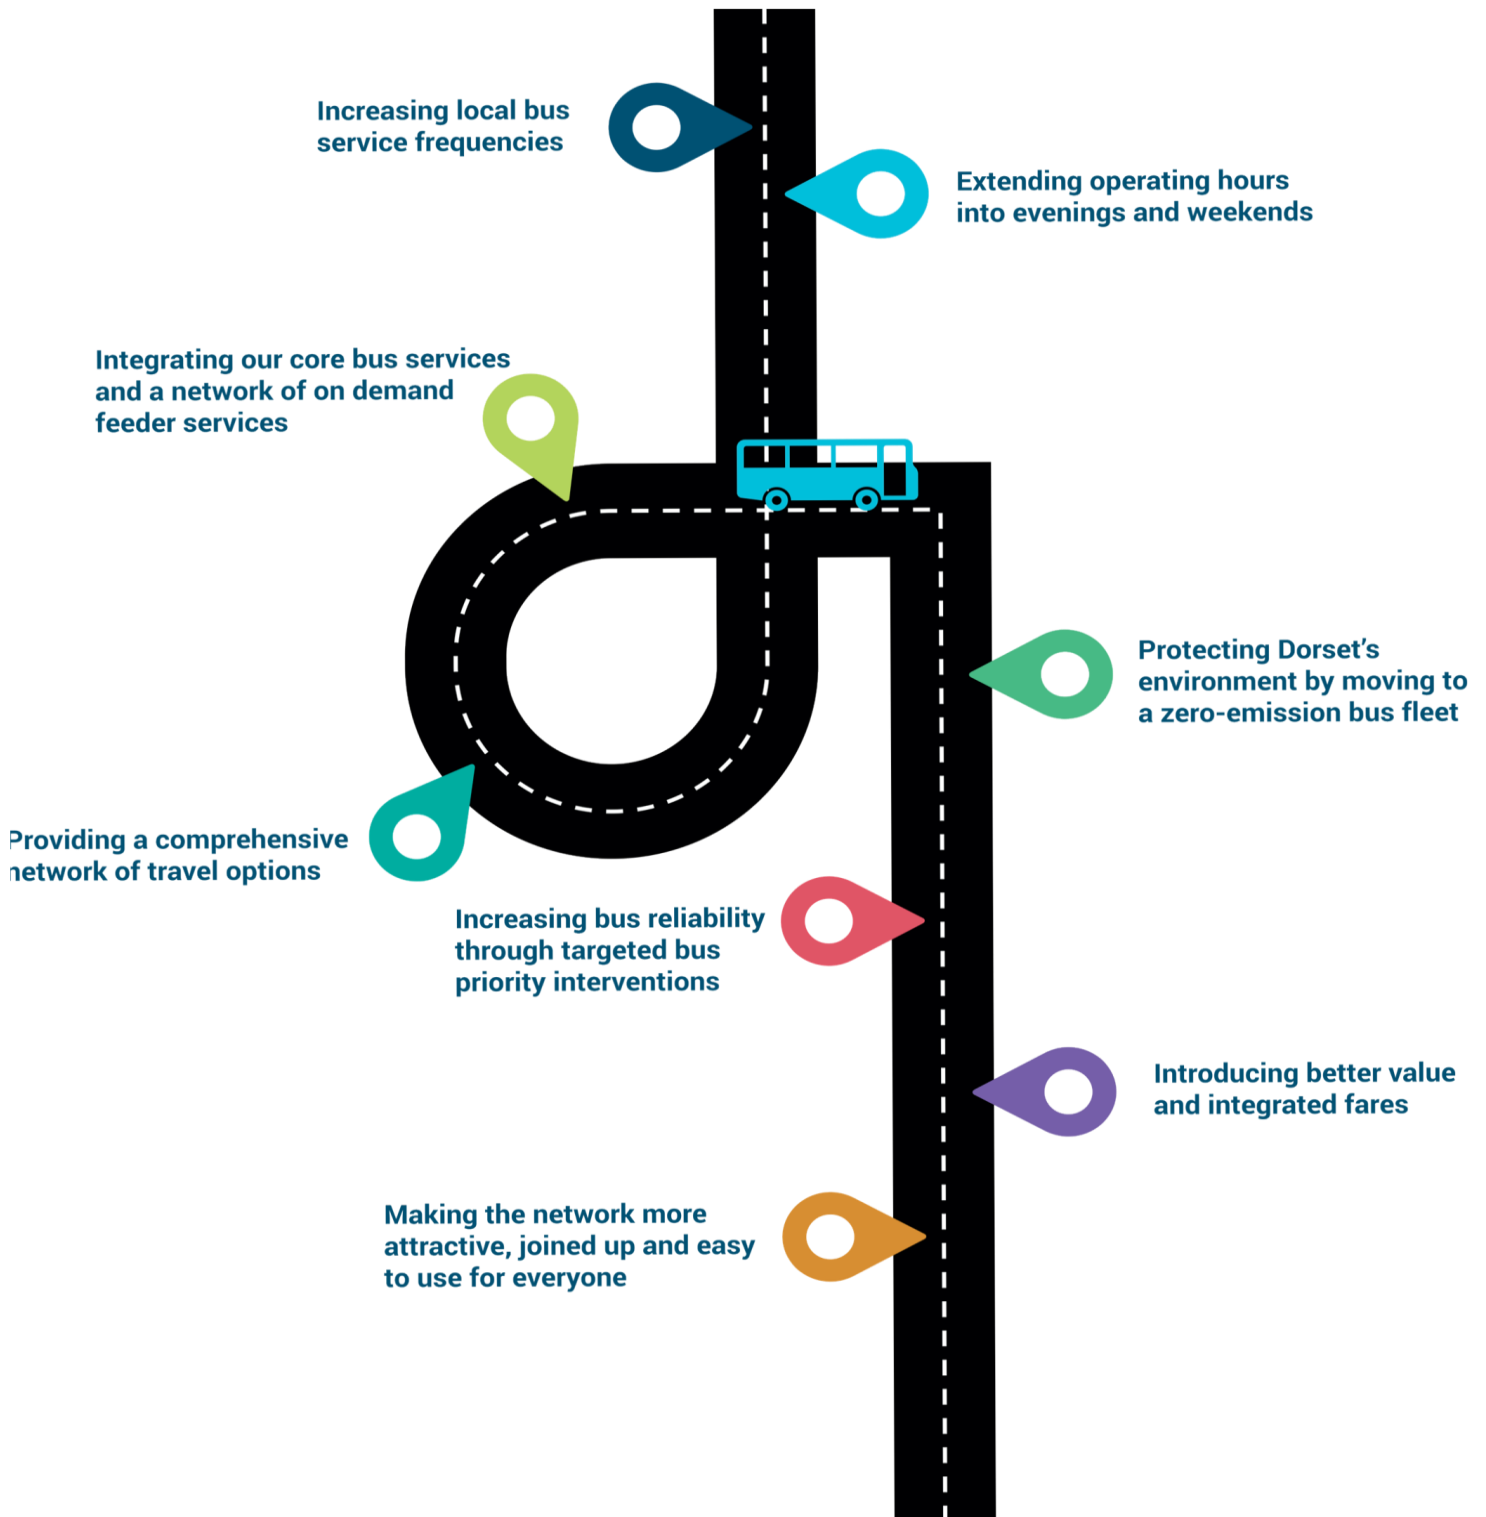 Increasing local bus
service frequencies
Extending operating hours
into evenings and weekends
Integrating our core bus services
and a network of on demand
feeder services
Protecting Dorset’s
environment by moving to
a zero-emission bus fleet
Providing a comprehensive
network of travel options
Increasing bus reliability
through targeted bus
priority interventions
Introducing better value
and integrated fares
Making the network more
attractive, joined up and easy
to use for everyone